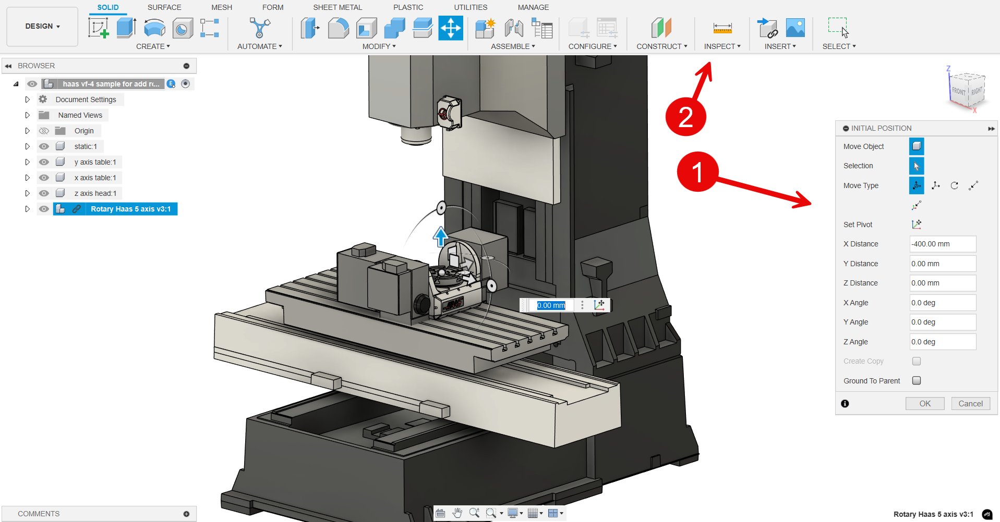 SOLID SURFACE MESH FORM SHEET METAL PLASTIC UTILITIES MANAGE
DESIGN
CREATE AUTOMATE MODIFY ASSEMBLE CONFIGURE CONSTRUCT INSPECT INSERT SELECT
BROWSER
haas vf-4 sample for add ro...
E
Document Settings
Named Views
Origin
static:1
y axis table:1
x axis table:1
z axis head:1
Rotary Haas 5 axis v3:1
2
1
Z
FRONT RIGHT
X
HAAS
0.00 mm
INITIAL POSITION
Move Object
Selection
Move Type
Set Pivot
X Distance -400.00 mm
Y Distance 0.00 mm
Z Distance 0.00 mm
X Angle 0.0 deg
Y Angle 0.0 deg
Z Angle 0.0 deg
Create Copy
Ground To Parent
OK Cancel
COMMENTS
Rotary Haas 5 axis v3:1